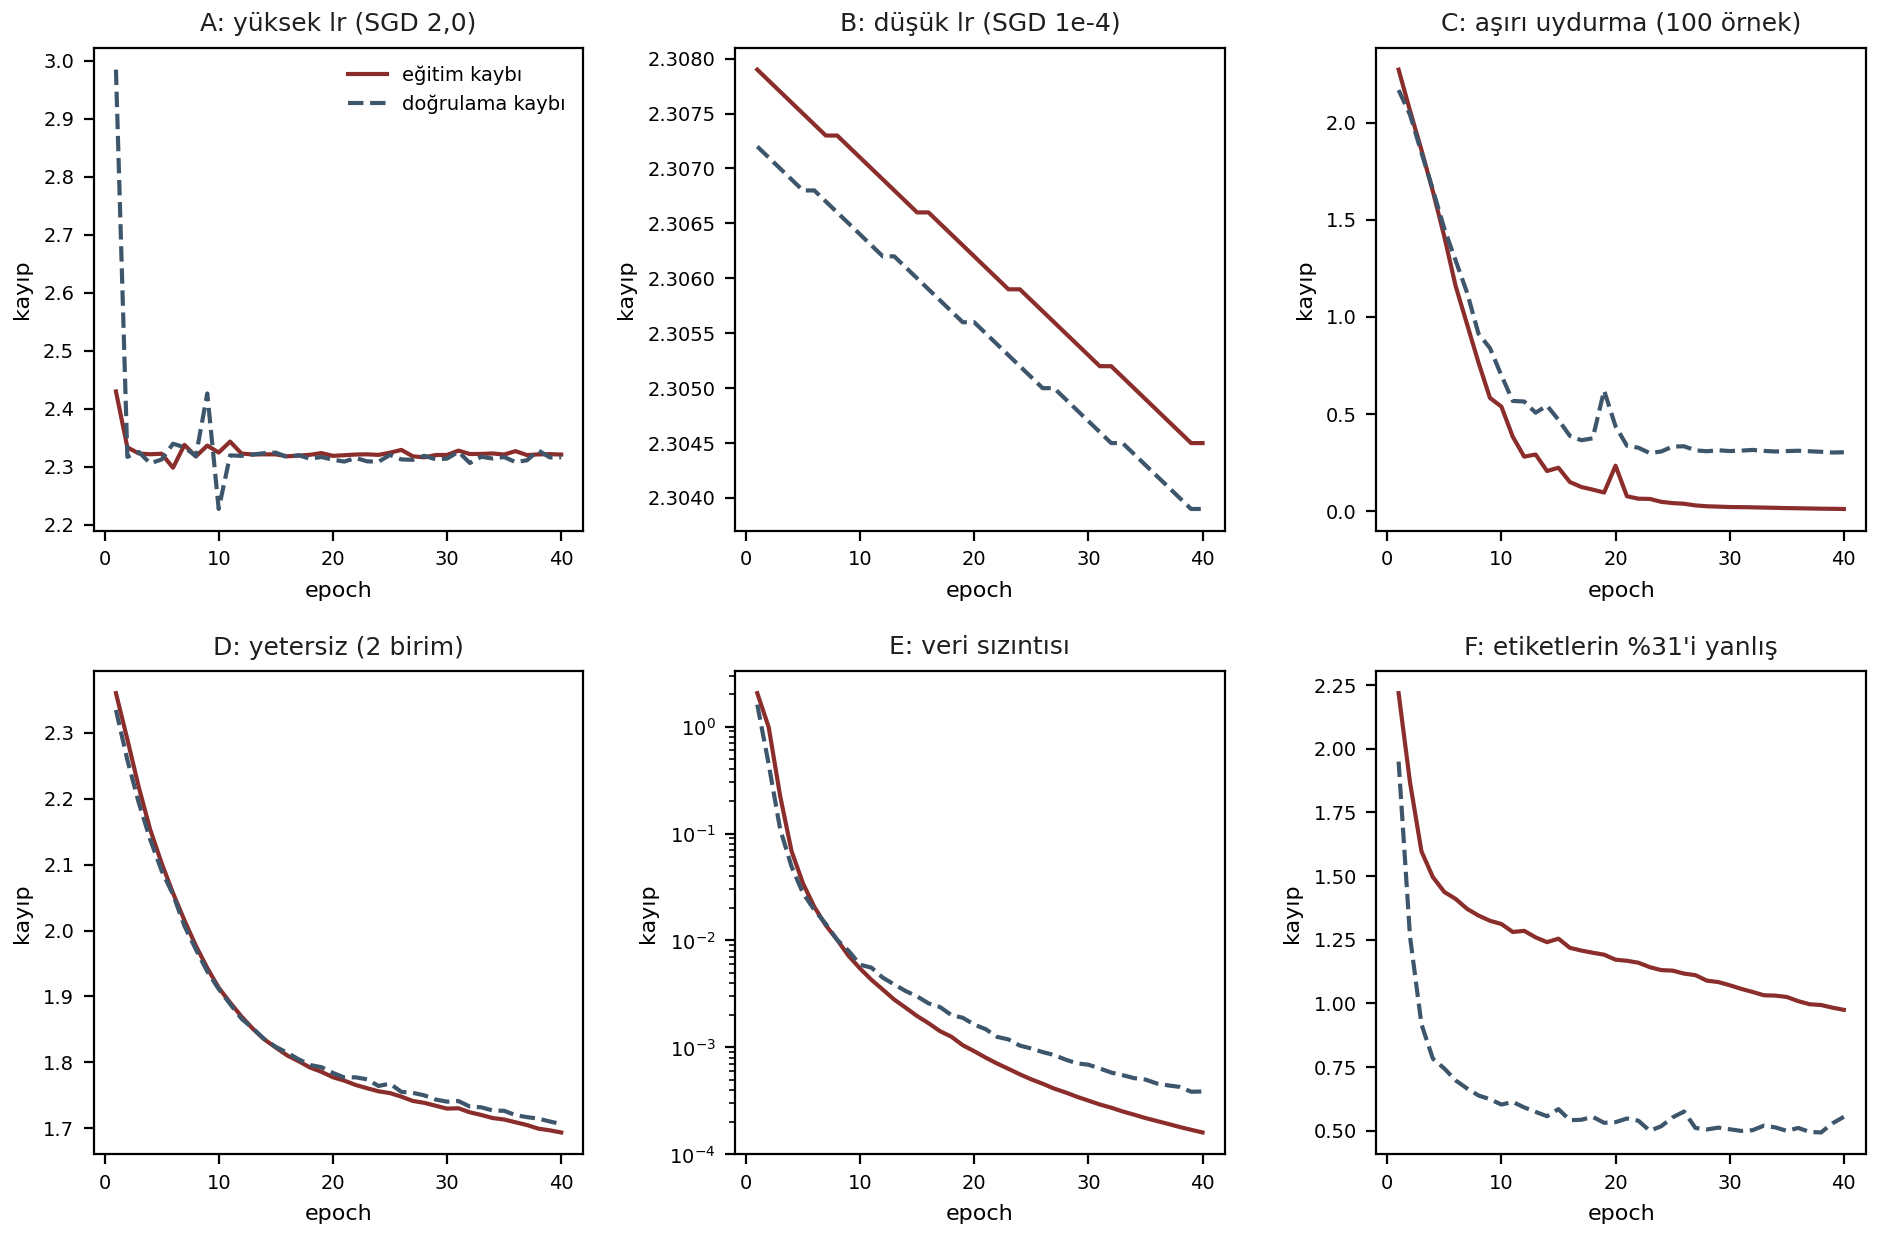 A: yüksek lr (SGD 2,0)
eğitim kaybı
doğrulama kaybı
3.0
2.9
2.8
2.7
2.6
2.5
2.4
2.3
2.2
kayıp
0 10 20 30 40
epoch
B: düşük lr (SGD 1e-4)
2.3080
2.3075
2.3070
2.3065
2.3060
2.3055
2.3050
2.3045
2.3040
kayıp
0 10 20 30 40
epoch
C: aşırı uydurma (100 örnek)
2.0
1.5
1.0
0.5
0.0
kayıp
0 10 20 30 40
epoch
D: yetersiz (2 birim)
2.3
2.2
2.1
2.0
1.9
1.8
1.7
kayıp
0 10 20 30 40
epoch
E: veri sızıntısı
10⁰
10⁻¹
10⁻²
10⁻³
10⁻⁴
kayıp
0 10 20 30 40
epoch
F: etiketlerin %31'i yanlış
2.25
2.00
1.75
1.50
1.25
1.00
0.75
0.50
kayıp
0 10 20 30 40
epoch